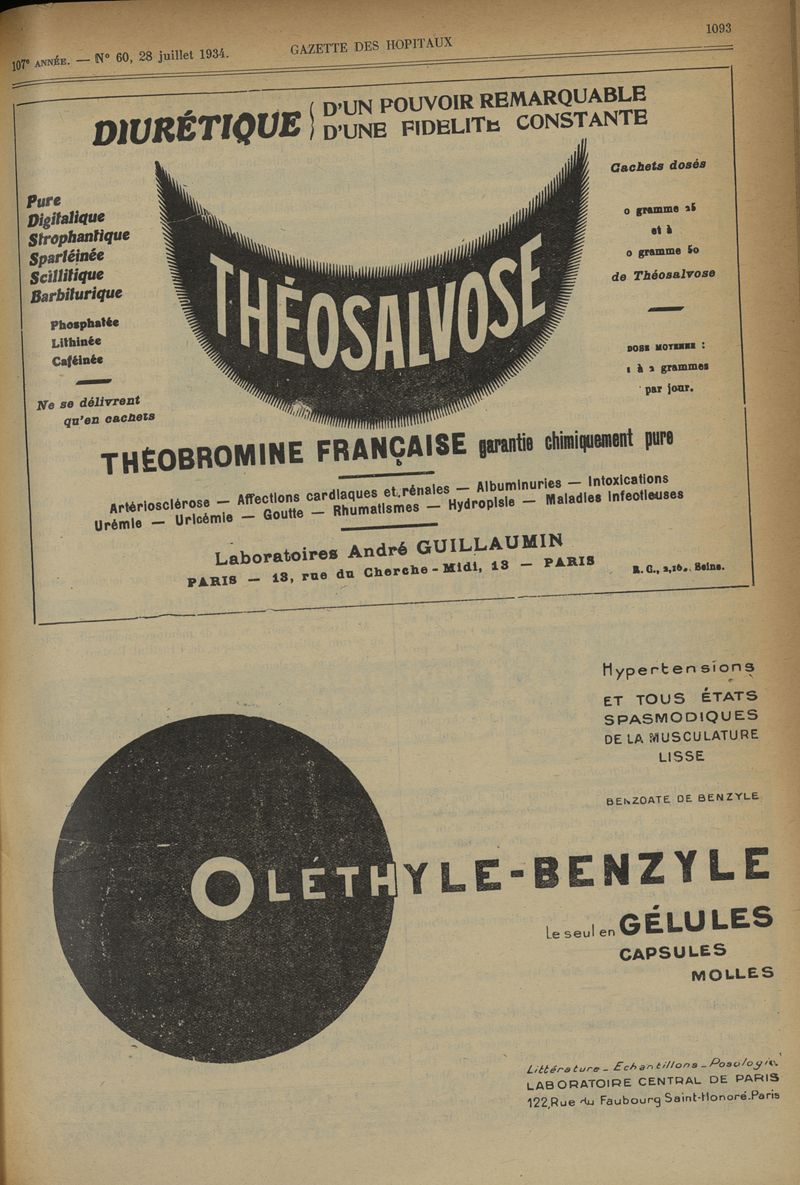 107e ANNÉE. — N° 60, 28 juillet 1934. GAZETTE DES HOPITAUX 1093
DIURÉTIQUE { D'UN POUVOIR REMARQUABLE
D'UNE FIDELITE CONSTANTE
Pure
Digitalique
Strophantique
Spartéinée
Scillitique
Barbiturique
Phosphatée
Lithinée
Caféinée
Ne se délivrent
qu'en cachets
THÉOSALVOSE
Cachets dosés
0 gramme 25
et à
0 gramme 50
de Théosalvose
DOSE MOYENNE :
1 à 2 grammes
par jour.
THÉOBROMINE FRANÇAISE garantie chimiquement pure
Artériosclérose — Affections cardiaques et rénales — Albuminuries — Intoxications
Urémie — Uricémie — Goutte — Rhumatismes — Hydropisie — Maladies infectieuses
Laboratoires André GUILLAUMIN
PARIS — 13, rue du Cherche-Midi, 13 — PARIS
R. C., Seine.
Hypertensions
ET TOUS ÉTATS
SPASMODIQUES
DE LA MUSCULATURE
LISSE
BENZOATE DE BENZYLE
OLÉTHYLE-BENZYLE
Le seul en GÉLULES
CAPSULES
MOLLES
Littérature - Echantillons - Posologie
LABORATOIRE CENTRAL DE PARIS
122, Rue du Faubourg Saint-Honoré. Paris